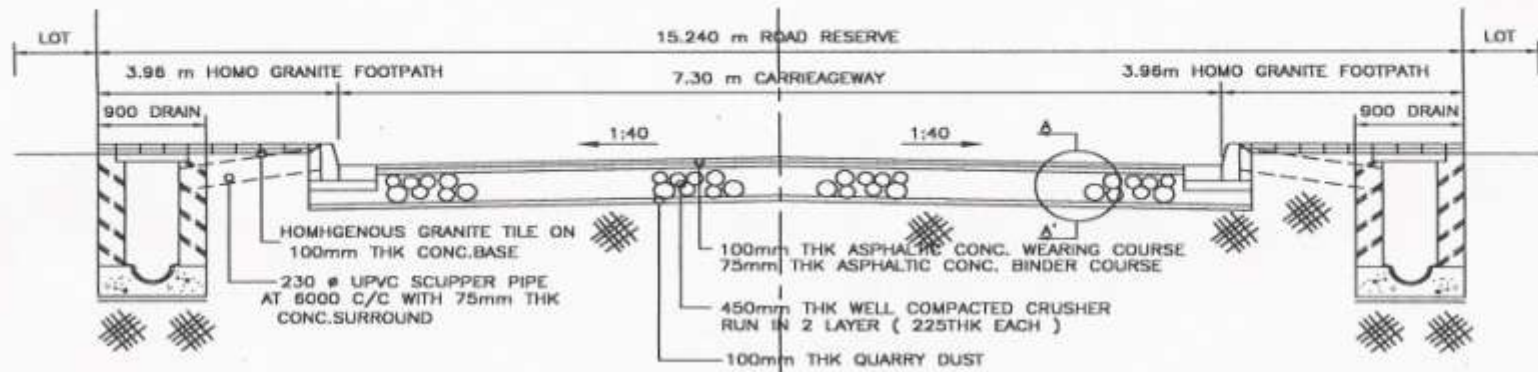 LOT
15.240 m ROAD RESERVE
LOT
3.96 m HOMO GRANITE FOOTPATH
7.30 m CARRIEAGEWAY
3.96m HOMO GRANITE FOOTPATH
900 DRAIN
900 DRAIN
1:40
1:40
A
A'
HOMHGENOUS GRANITE TILE ON
100mm THK CONC.BASE
230 ø UPVC SCUPPER PIPE
AT 6000 C/C WITH 75mm THK
CONC.SURROUND
100mm THK ASPHALTIC CONC. WEARING COURSE
75mm THK ASPHALTIC CONC. BINDER COURSE
450mm THK WELL COMPACTED CRUSHER
RUN IN 2 LAYER ( 225THK EACH )
100mm THK QUARRY DUST